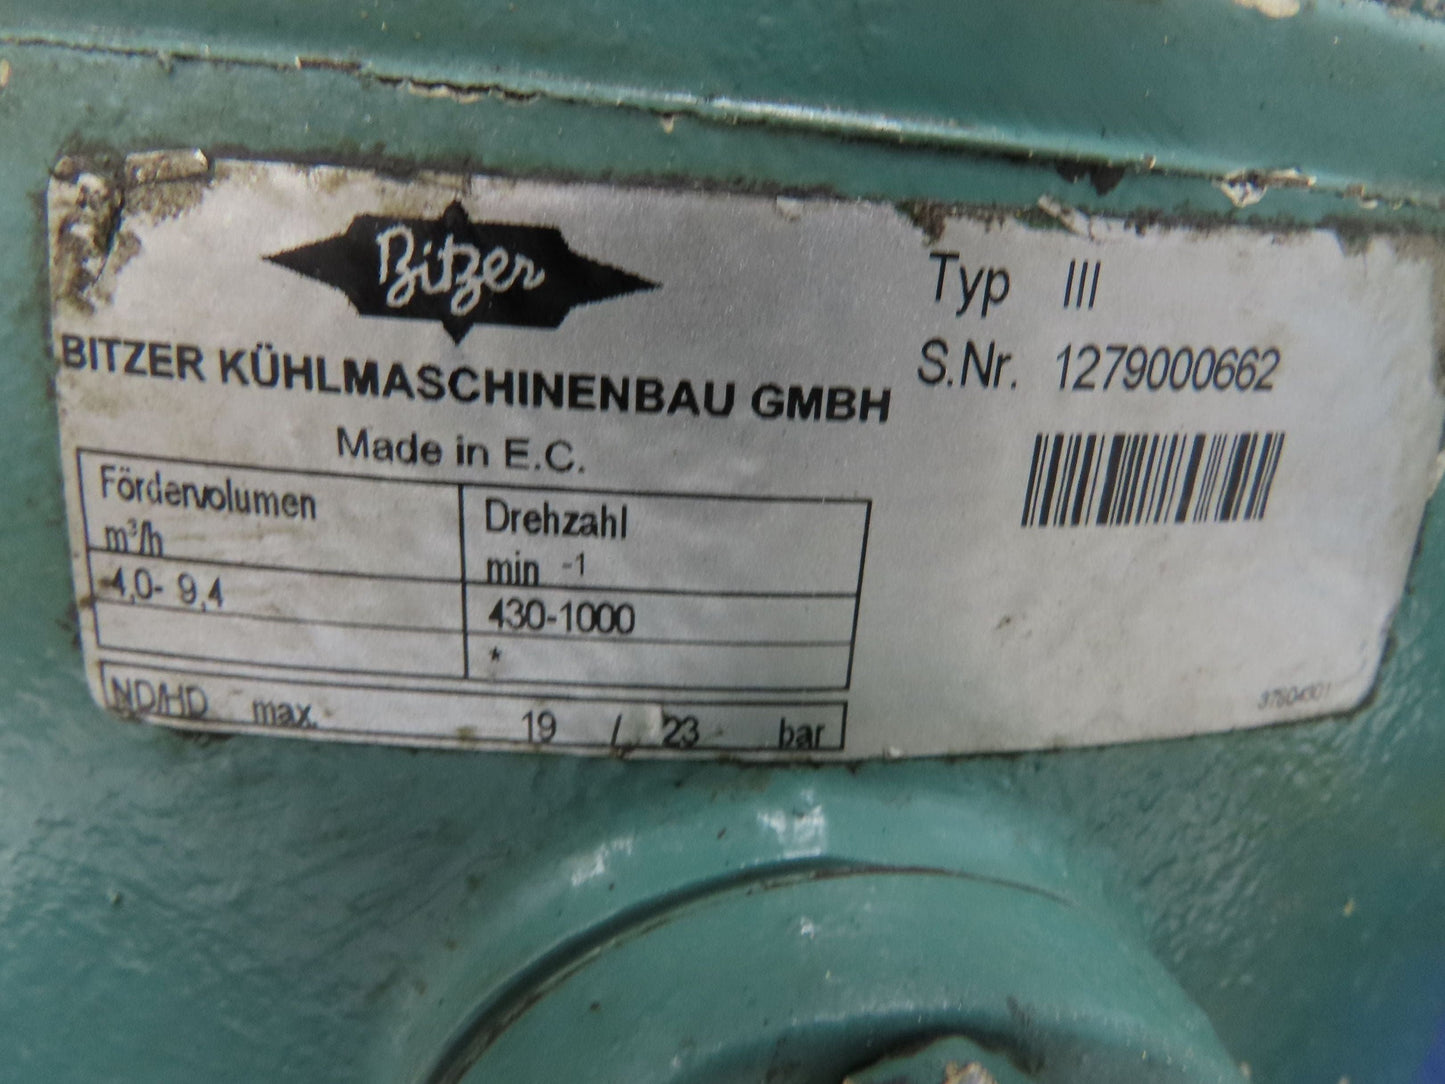 Bitzer
BITZER KÜHLMASCHINENBAU GMBH
Made in E.C.
Typ III
S.Nr. 1279000662
Fördervolumen
m³/h
Drehzahl
min -1
4,0- 9,4
430-1000
*
ND/HD max. 19 / 23 bar